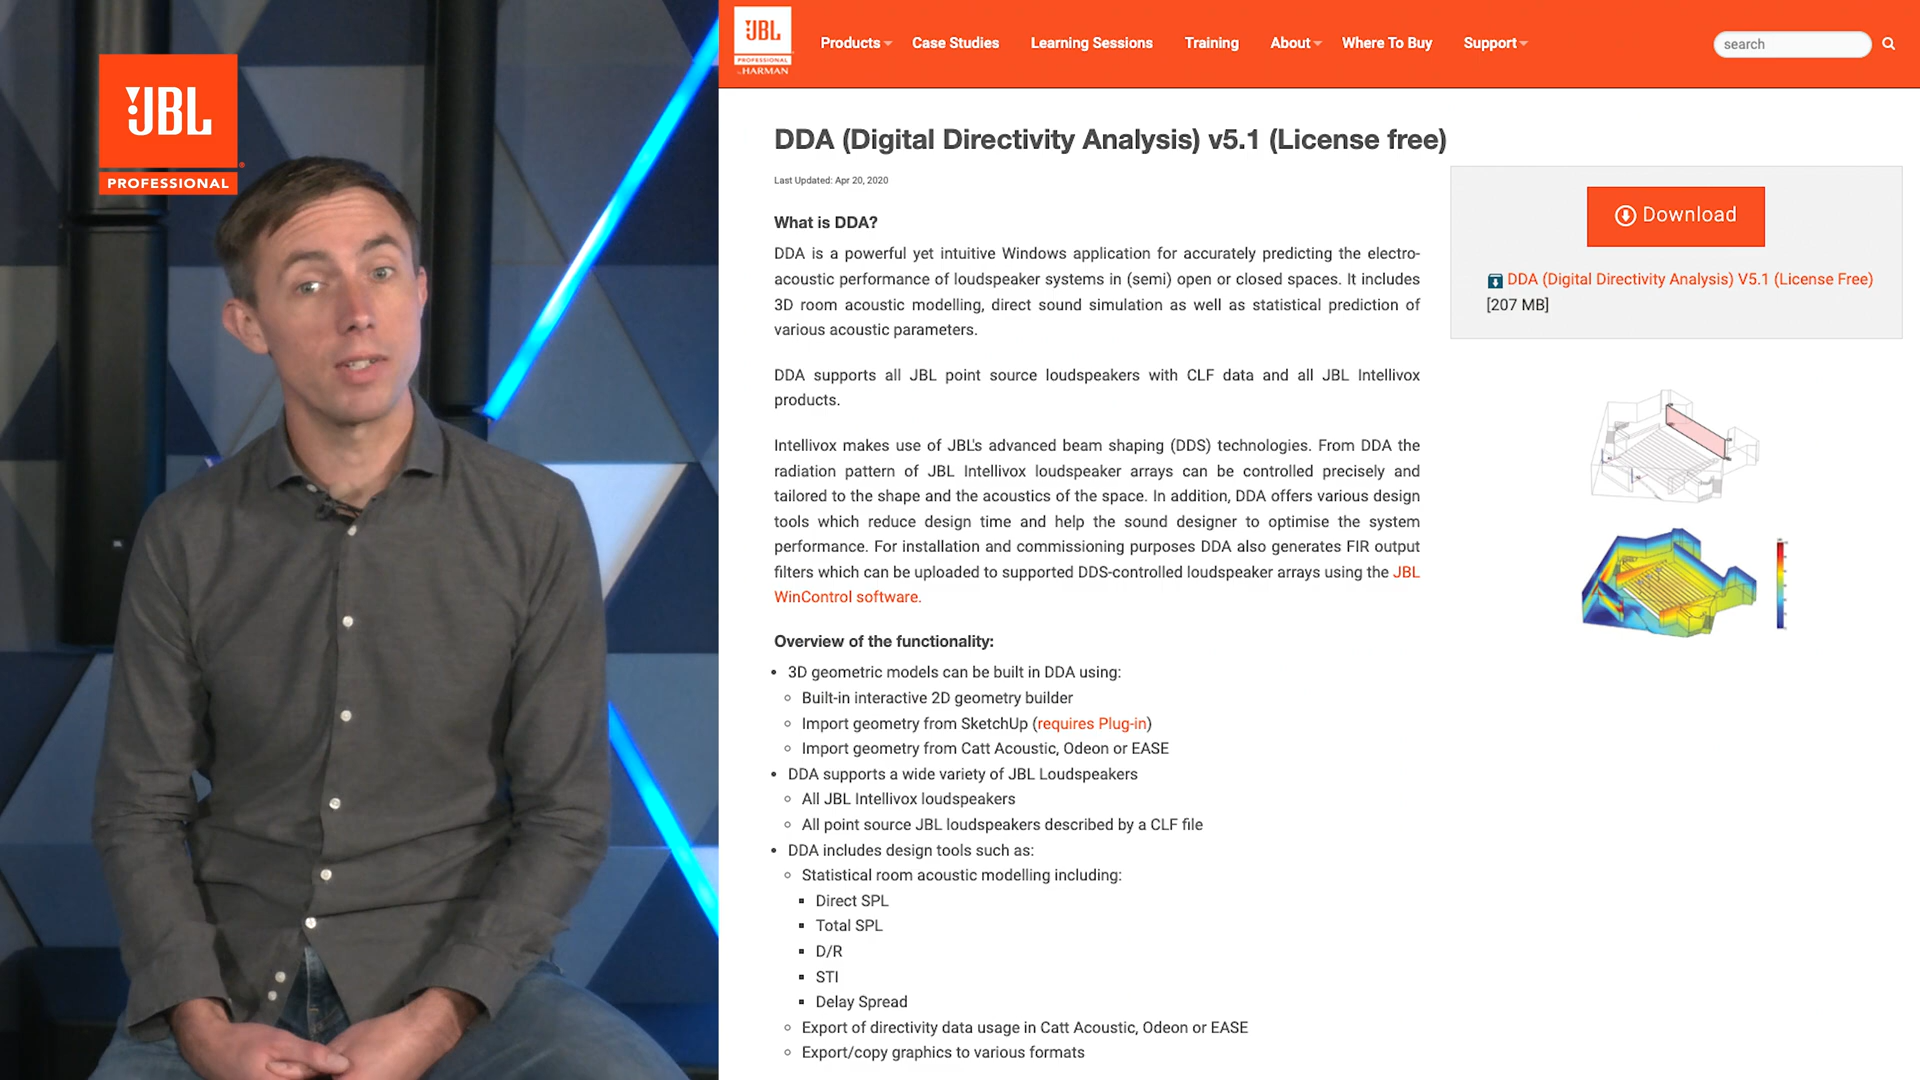 JBL
PROFESSIONAL
JBL
PROFESSIONAL
by HARMAN
Products
Case Studies
Learning Sessions
Training
About
Where To Buy
Support
search
DDA (Digital Directivity Analysis) v5.1 (License free)
Last Updated: Apr 20, 2020
What is DDA?
DDA is a powerful yet intuitive Windows application for accurately predicting the electro-
acoustic performance of loudspeaker systems in (semi) open or closed spaces. It includes
3D room acoustic modelling, direct sound simulation as well as statistical prediction of
various acoustic parameters.
DDA supports all JBL point source loudspeakers with CLF data and all JBL Intellivox
products.
Intellivox makes use of JBL's advanced beam shaping (DDS) technologies. From DDA the
radiation pattern of JBL Intellivox loudspeaker arrays can be controlled precisely and
tailored to the shape and the acoustics of the space. In addition, DDA offers various design
tools which reduce design time and help the sound designer to optimise the system
performance. For installation and commissioning purposes DDA also generates FIR output
filters which can be uploaded to supported DDS-controlled loudspeaker arrays using the JBL
WinControl software.
Overview of the functionality:
• 3D geometric models can be built in DDA using:
○ Built-in interactive 2D geometry builder
○ Import geometry from SketchUp (requires Plug-in)
○ Import geometry from Catt Acoustic, Odeon or EASE
• DDA supports a wide variety of JBL Loudspeakers
○ All JBL Intellivox loudspeakers
○ All point source JBL loudspeakers described by a CLF file
• DDA includes design tools such as:
○ Statistical room acoustic modelling including:
▪ Direct SPL
▪ Total SPL
▪ D/R
▪ STI
▪ Delay Spread
○ Export of directivity data usage in Catt Acoustic, Odeon or EASE
○ Export/copy graphics to various formats
Download
DDA (Digital Directivity Analysis) V5.1 (License Free)
[207 MB]